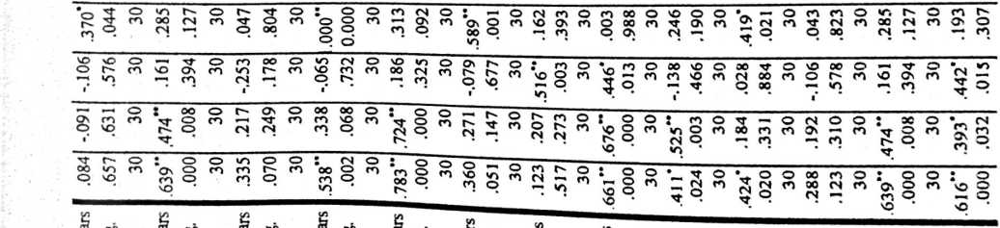 .084 -.091 -.106 .370*
.657 .631 .576 .044
30 30 30 30
.639** .474** .161 .285
.000 .008 .394 .127
30 30 30 30
.335 .217 -.253 .047
.070 .249 .178 .804
30 30 30 30
.538** .338 -.065 1.000**
.002 .068 .732 0.000
30 30 30 30
.783** .724** .186 .313
.000 .000 .325 .092
30 30 30 30
.360 .271 -.079 .589**
.051 .147 .677 .001
30 30 30 30
.123 .207 .516** .162
.517 .273 .003 .393
30 30 30 30
.661** .676** .446* .003
.000 .000 .013 .988
30 30 30 30
.411* .525** -.138 .246
.024 .003 .466 .190
30 30 30 30
.424* .184 .028 .419*
.020 .331 .884 .021
30 30 30 30
.288 .192 -.106 .043
.123 .310 .578 .823
30 30 30 30
.639** .474** .161 .285
.000 .008 .394 .127
30 30 30 30
.616** .393* .442* .193
.000 .032 .015 .307